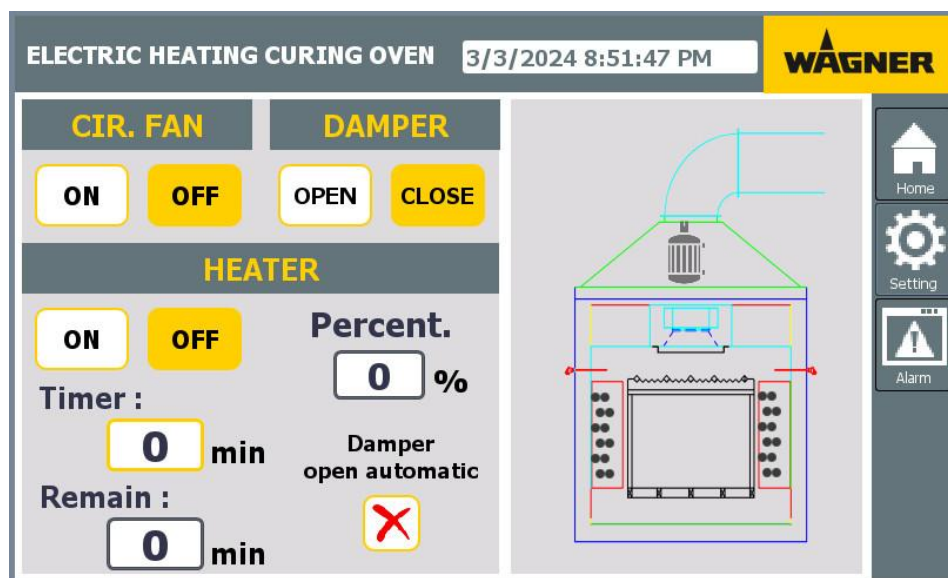 ELECTRIC HEATING CURING OVEN 3/3/2024 8:51:47 PM WAGNER
CIR. FAN DAMPER
ON OFF OPEN CLOSE
HEATER
ON OFF
Percent.
0 %
Timer :
0 min
Damper
open automatic
Remain :
0 min
Home
Setting
Alarm